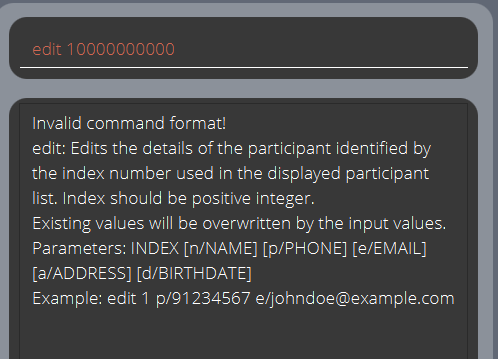 edit 10000000000
Invalid command format!
edit: Edits the details of the participant identified by
the index number used in the displayed participant
list. Index should be positive integer.
Existing values will be overwritten by the input values.
Parameters: INDEX [n/NAME] [p/PHONE] [e/EMAIL]
[a/ADDRESS] [d/BIRTHDATE]
Example: edit 1 p/91234567 e/johndoe@example.com